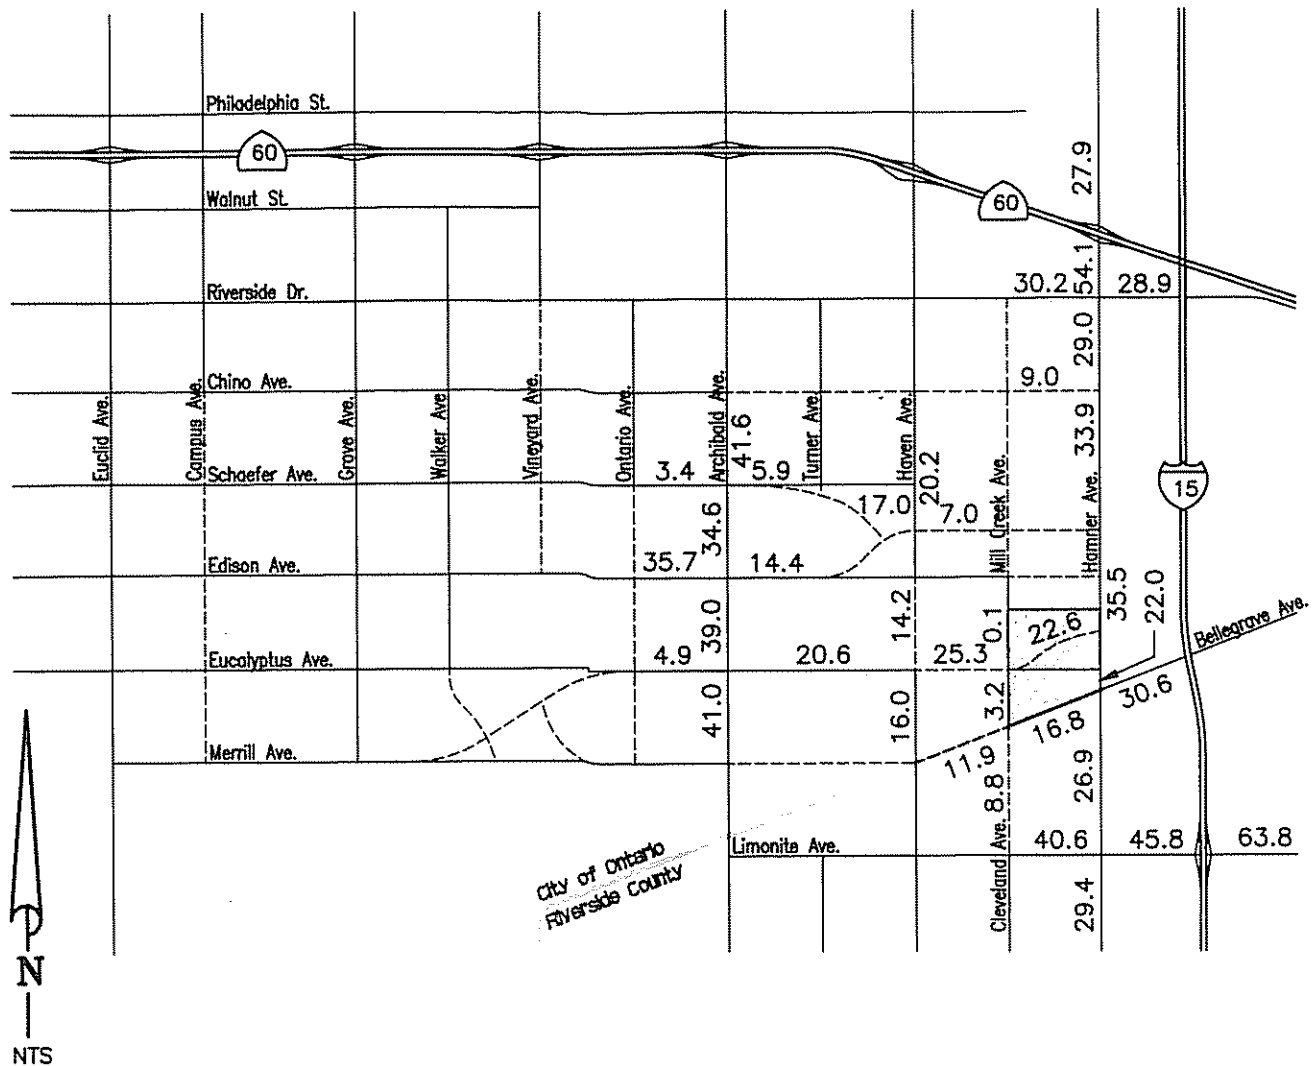 Philadelphia St.
60
27.9
Walnut St.
60
54.1
Riverside Dr.
30.2
28.9
29.0
Chino Ave.
9.0
Euclid Ave.
Campus Ave.
Grove Ave.
Walker Ave.
Vineyard Ave.
Ontario Ave.
Archibald Ave.
41.6
Turner Ave.
Haven Ave.
20.2
Mill Creek Ave.
33.9
Hamner Ave.
15
Schaefer Ave.
3.4
5.9
34.6
17.0
7.0
Edison Ave.
35.7
14.4
39.0
14.2
0.1
22.6
35.5
22.0
Bellegrave Ave.
Eucalyptus Ave.
4.9
20.6
25.3
41.0
16.0
3.2
16.8
30.6
Merrill Ave.
11.9
8.8
26.9
Limonite Ave.
40.6
45.8
63.8
City of Ontario
Riverside County
Cleveland Ave.
29.4
N
NTS